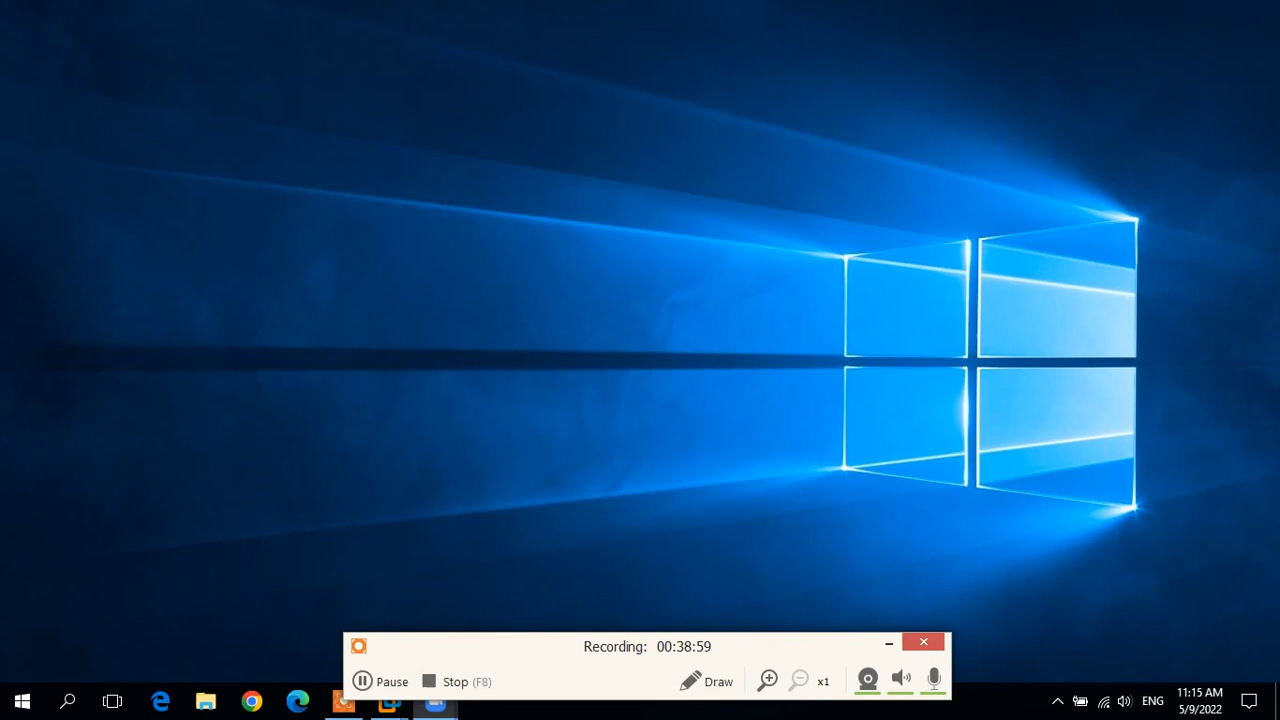 Recording: 00:38:59
Pause
Stop (F8)
Draw
x1
ENG
11:15 AM
5/9/2022